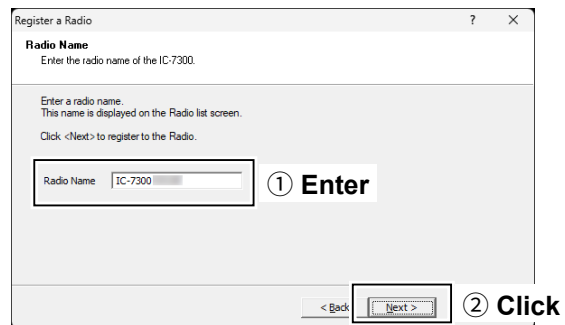 Register a Radio
? ×
Radio Name
Enter the radio name of the IC-7300.
Enter a radio name.
This name is displayed on the Radio list screen.
Click <Next> to register to the Radio.
Radio Name IC-7300
① Enter
< Back Next >
② Click